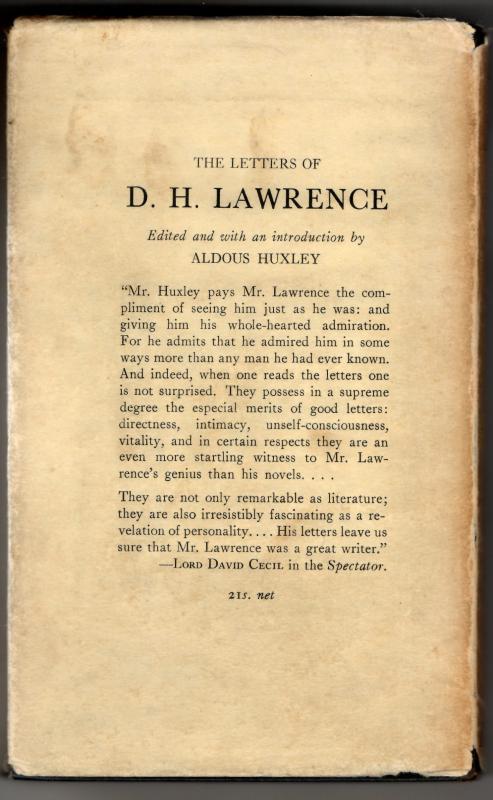 THE LETTERS OF
D. H. LAWRENCE
Edited and with an introduction by
ALDOUS HUXLEY
"Mr. Huxley pays Mr. Lawrence the com-
pliment of seeing him just as he was: and
giving him his whole-hearted admiration.
For he admits that he admired him in some
ways more than any man he had ever known.
And indeed, when one reads the letters one
is not surprised. They possess in a supreme
degree the especial merits of good letters:
directness, intimacy, unself-consciousness,
vitality, and in certain respects they are an
even more startling witness to Mr. Law-
rence's genius than his novels. . . .
They are not only remarkable as literature;
they are also irresistibly fascinating as a re-
velation of personality. . . . His letters leave us
sure that Mr. Lawrence was a great writer."
—LORD DAVID CECIL in the Spectator.
21s. net